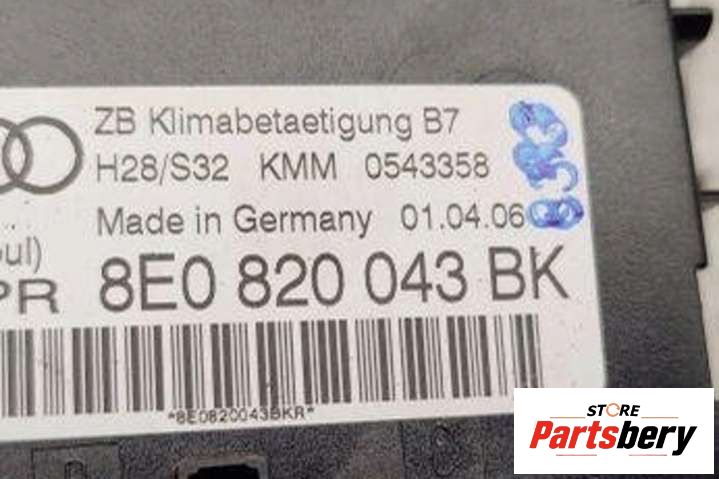 ZB Klimabetaetigung B7
H28/S32 KMM 0543358
Made in Germany 01.04.06
8E0 820 043 BK
PR
*8E0820043BKR*
STORE
Partsbery